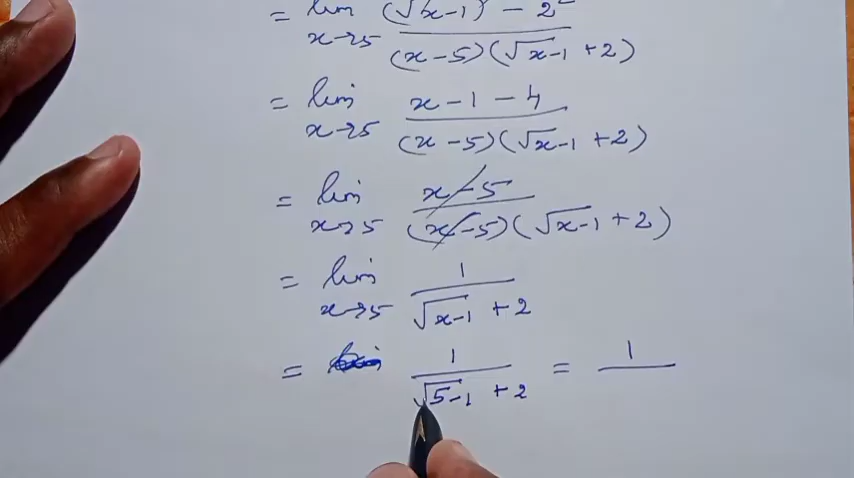 = lim (√x-1)² - 2² / (x-5)(√x-1 +2)
x→5
= lim x-1-4 / (x-5)(√x-1 +2)
x→5
= lim x-5 / (x-5)(√x-1 +2)
x→5
= lim 1 / √x-1 +2
x→5
= 1 / √5-1 +2 = 1